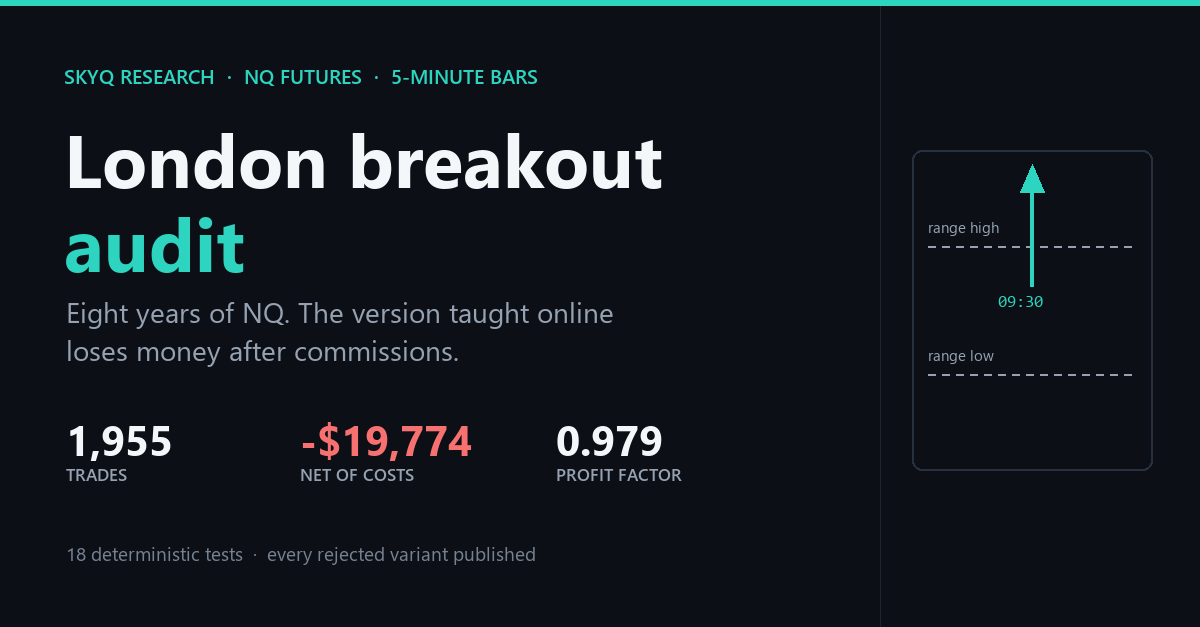 SKYQ RESEARCH · NQ FUTURES · 5-MINUTE BARS
London breakout
audit
Eight years of NQ. The version taught online
loses money after commissions.
1,955
TRADES
-$19,774
NET OF COSTS
0.979
PROFIT FACTOR
18 deterministic tests · every rejected variant published
range high
09:30
range low